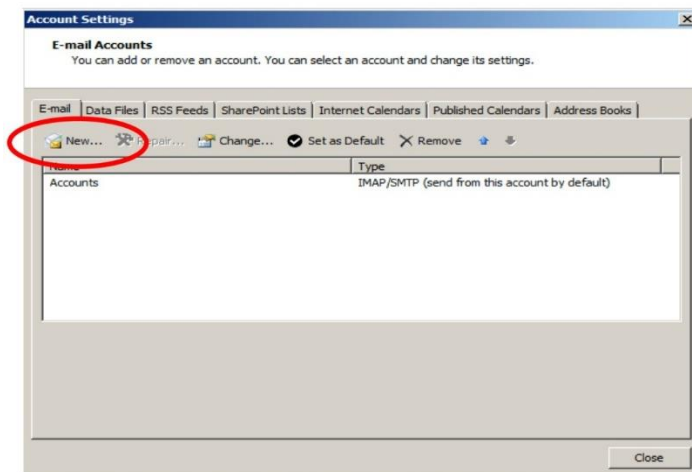 Account Settings
E-mail Accounts
You can add or remove an account. You can select an account and change its settings.
E-mail Data Files RSS Feeds SharePoint Lists Internet Calendars Published Calendars Address Books
New... Repair... Change... Set as Default Remove
Name Type
Accounts IMAP/SMTP (send from this account by default)
Close